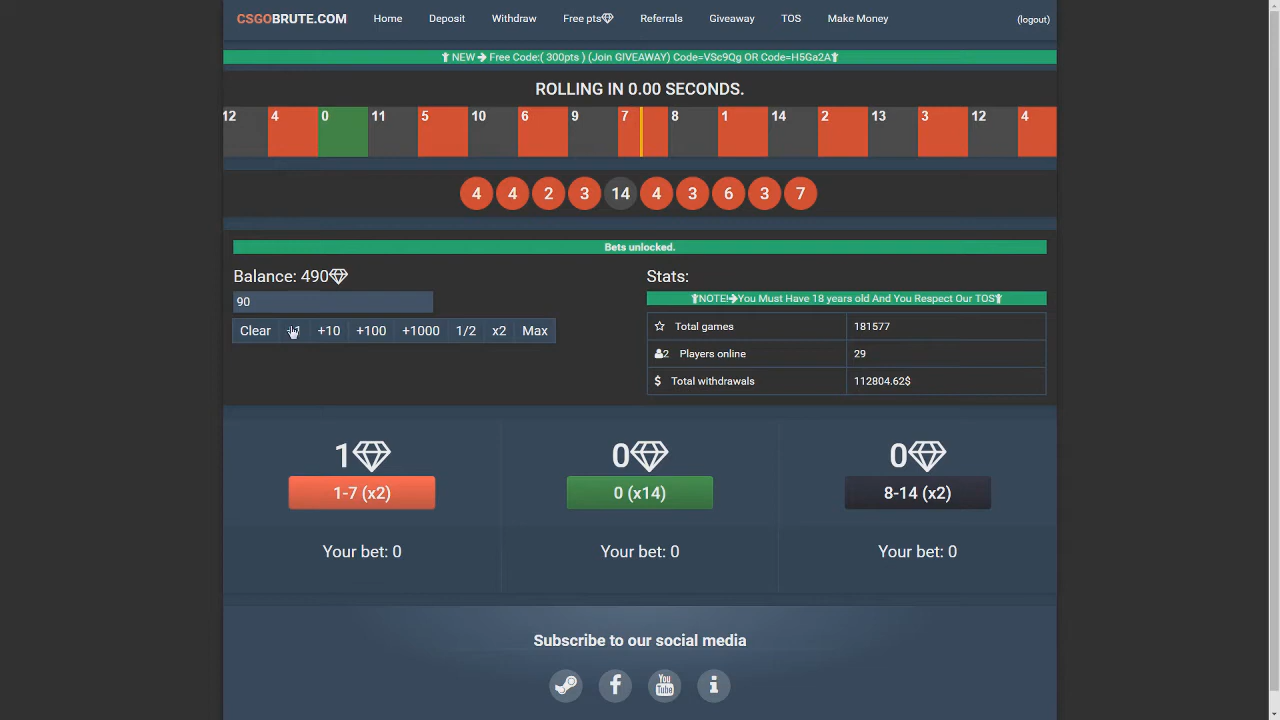 CSGOBRUTE.COM Home Deposit Withdraw Free pts Referrals Giveaway TOS Make Money (logout)
NEW Free Code:( 300pts ) (Join GIVEAWAY) Code=VSc9Qg OR Code=H5Ga2A
ROLLING IN 0.00 SECONDS.
12 4 0 11 5 10 6 9 7 8 1 14 2 13 3 12 4
4 4 2 3 14 4 3 6 3 7
Bets unlocked.
Balance: 490
90
Clear +10 +100 +1000 1/2 x2 Max
Stats:
NOTE! You Must Have 18 years old And You Respect Our TOS
Total games 181577
2 Players online 29
$ Total withdrawals 112804.62$
1 0 0
1-7 (x2) 0 (x14) 8-14 (x2)
Your bet: 0 Your bet: 0 Your bet: 0
Subscribe to our social media
f You Tube i